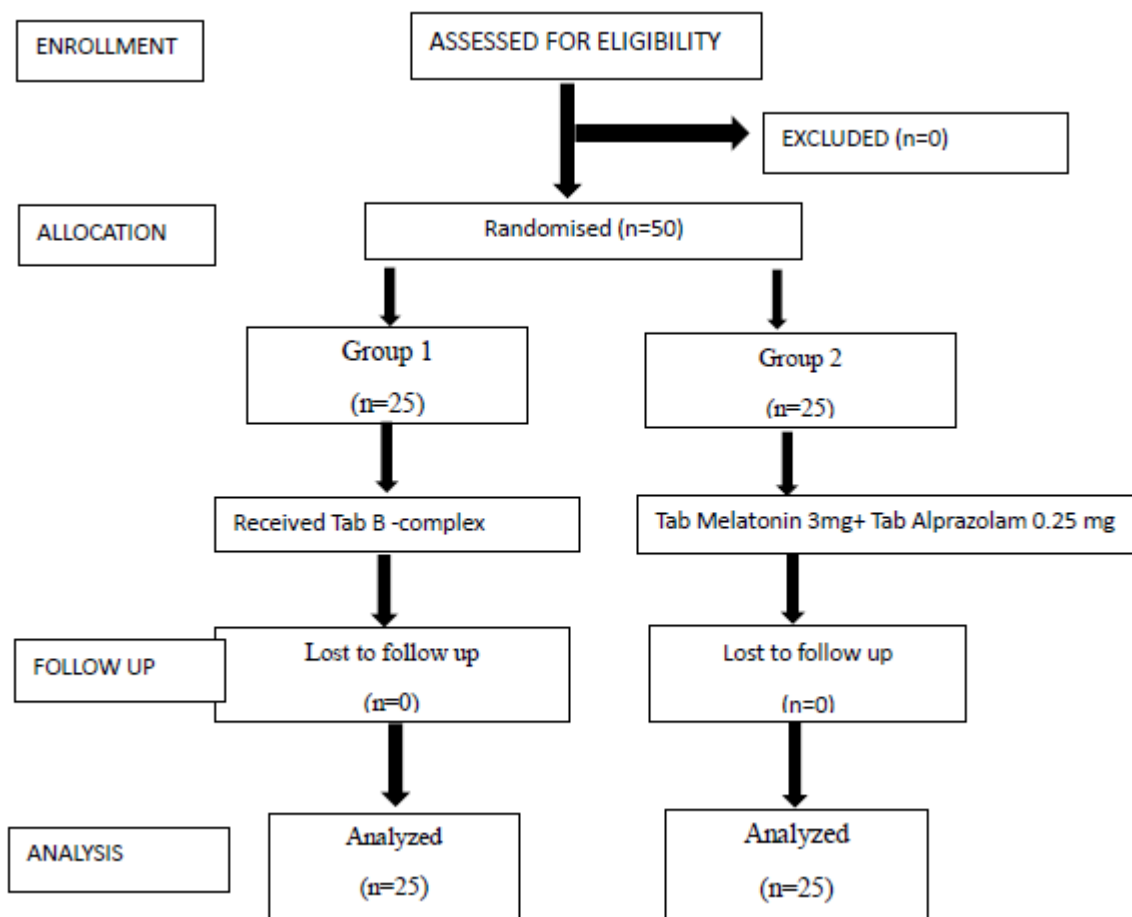 ENROLLMENT
ASSESSED FOR ELIGIBILITY
EXCLUDED (n=0)
ALLOCATION
Randomised (n=50)
Group 1
(n=25)
Group 2
(n=25)
Received Tab B -complex
Tab Melatonin 3mg+ Tab Alprazolam 0.25 mg
FOLLOW UP
Lost to follow up
(n=0)
Lost to follow up
(n=0)
ANALYSIS
Analyzed
(n=25)
Analyzed
(n=25)